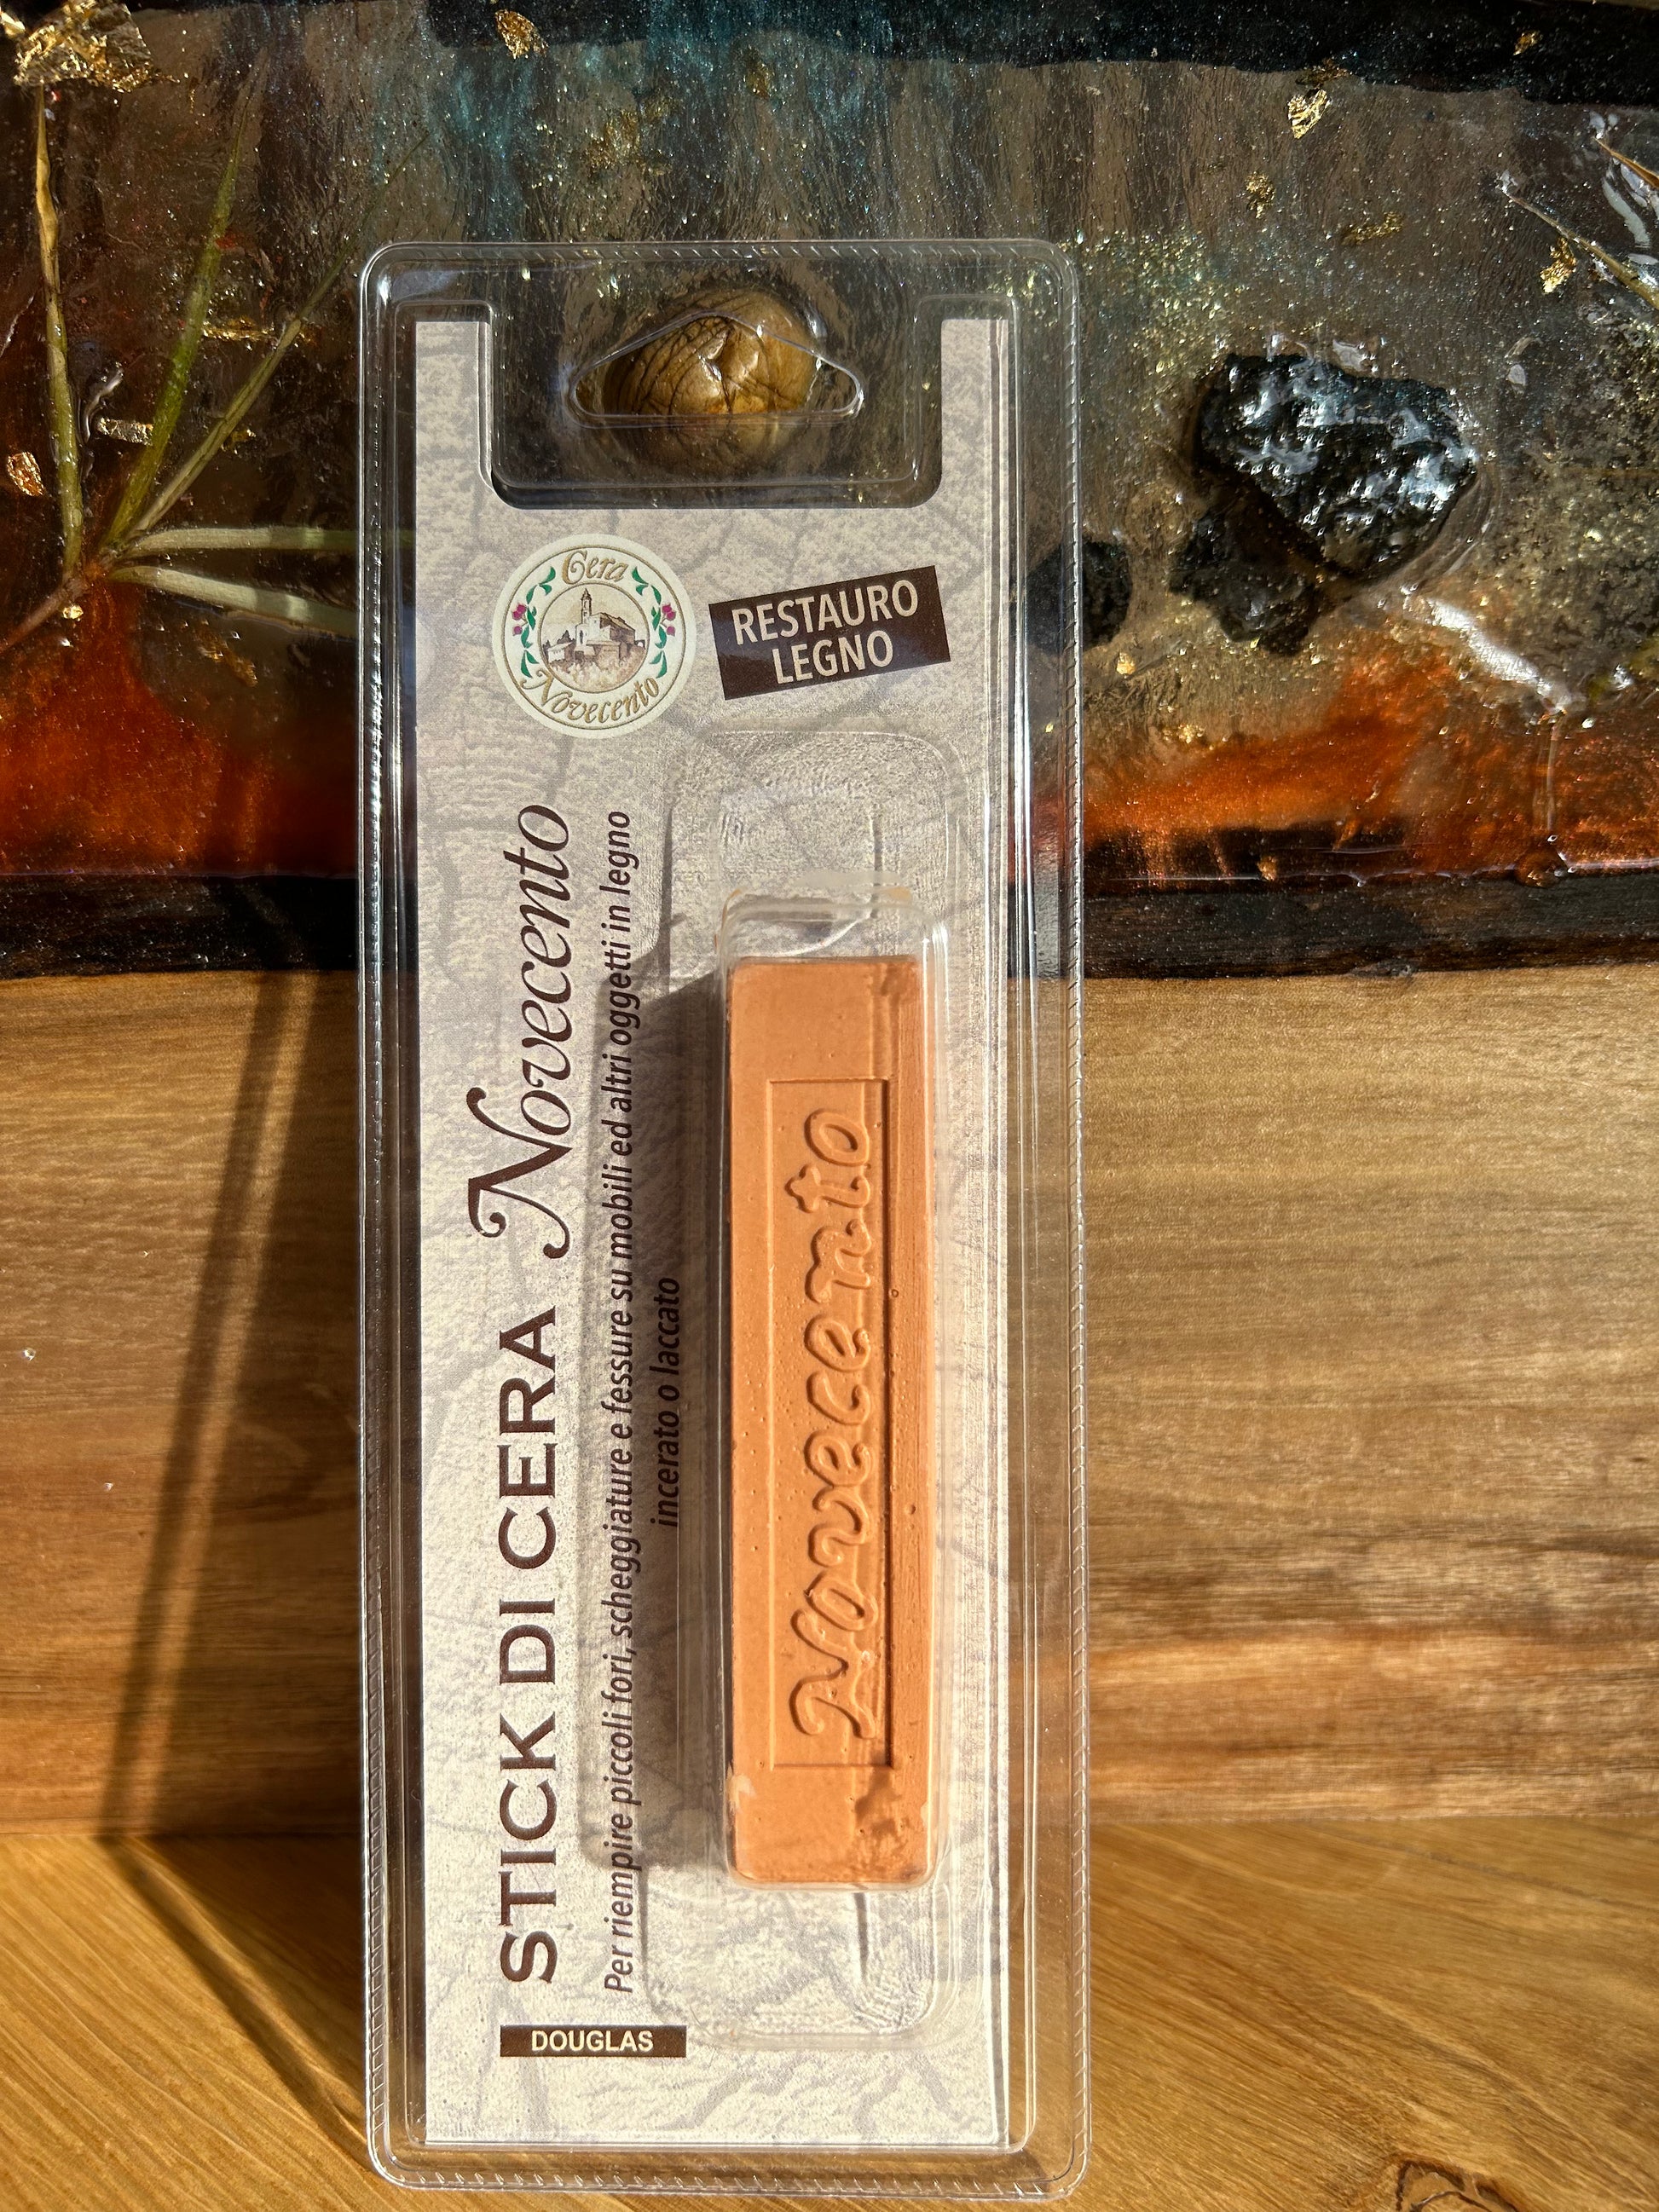 Cera
Novecento
RESTAURO
LEGNO
STICK DI CERA Novecento
Per riempire piccoli fori, scheggiature e fessure su mobili ed altri oggetti in legno
incerato o laccato
Novecento
DOUGLAS